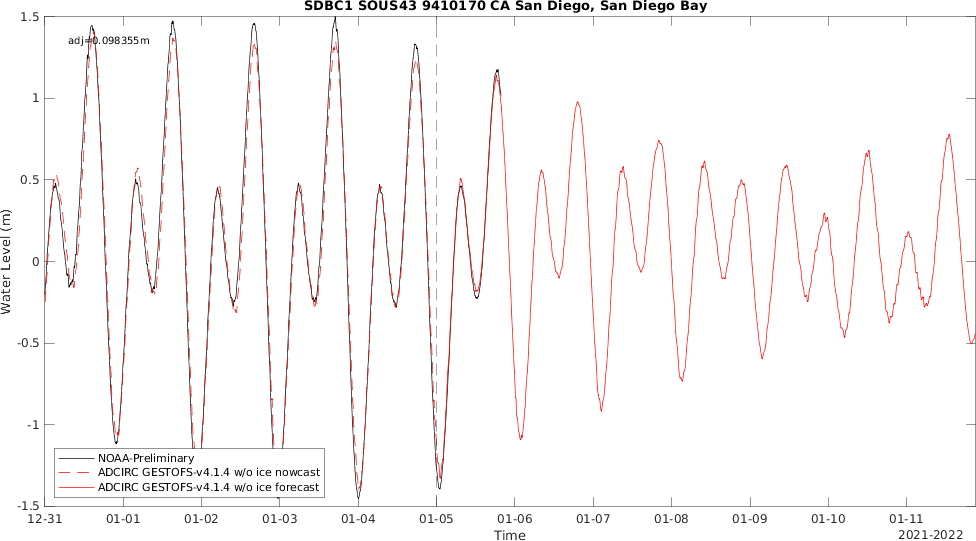 SDBC1 SOUS43 9410170 CA San Diego, San Diego Bay
adj=0.098355m
Water Level (m)
1.5
1
0.5
0
-0.5
-1
-1.5
NOAA-Preliminary
ADCIRC GESTOFS-v4.1.4 w/o ice nowcast
ADCIRC GESTOFS-v4.1.4 w/o ice forecast
12-31 01-01 01-02 01-03 01-04 01-05 01-06 01-07 01-08 01-09 01-10 01-11
Time
2021-2022